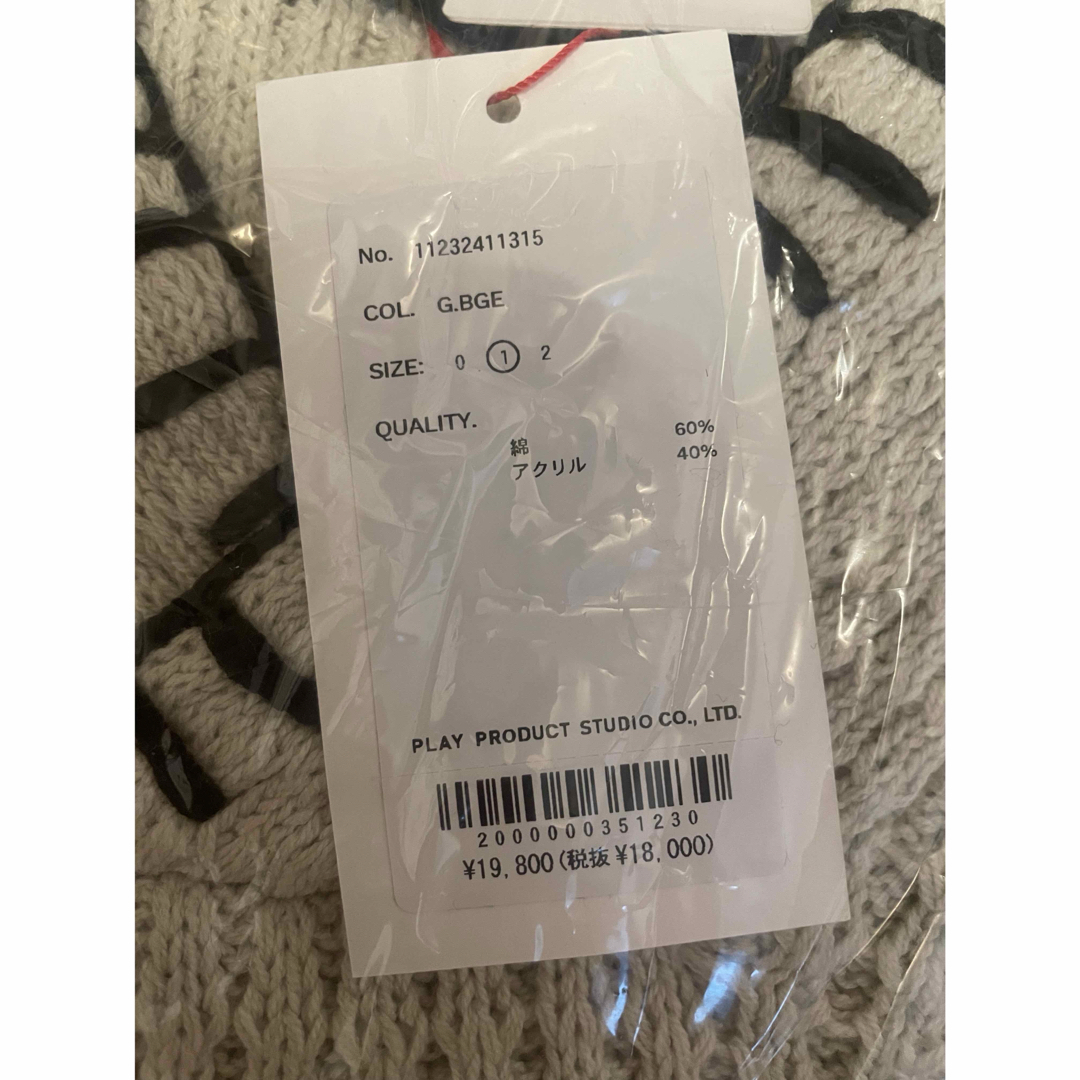 No. 11232411315
COL. G.BGE
SIZE: 0 1 2
QUALITY.
綿 60%
アクリル 40%
PLAY PRODUCT STUDIO CO., LTD.
2000000351230
¥19,800(税抜¥18,000)